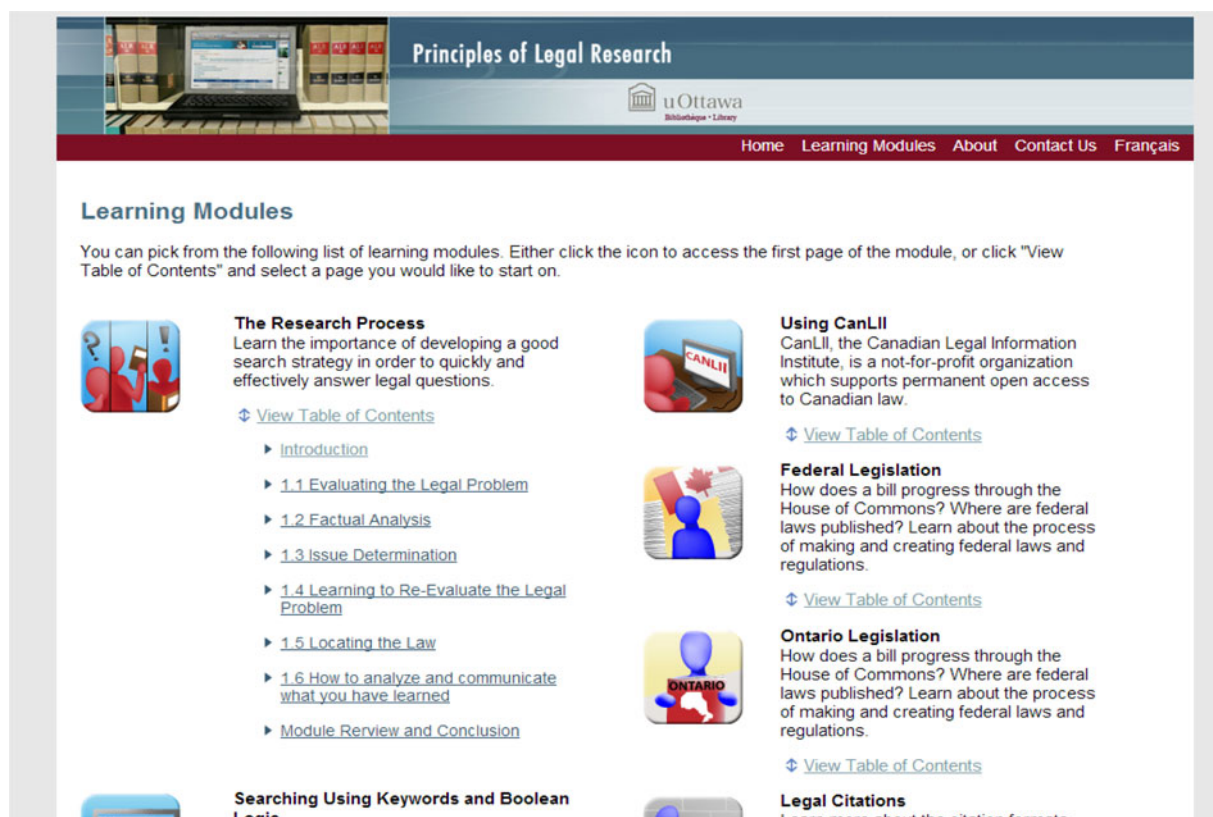 Principles of Legal Research
uOttawa
Bibliothèque • Library
Home Learning Modules About Contact Us Français
Learning Modules
You can pick from the following list of learning modules. Either click the icon to access the first page of the module, or click "View
Table of Contents" and select a page you would like to start on.
The Research Process
Learn the importance of developing a good
search strategy in order to quickly and
effectively answer legal questions.
View Table of Contents
Introduction
1.1 Evaluating the Legal Problem
1.2 Factual Analysis
1.3 Issue Determination
1.4 Learning to Re-Evaluate the Legal
Problem
1.5 Locating the Law
1.6 How to analyze and communicate
what you have learned
Module Rerview and Conclusion
Searching Using Keywords and Boolean
Logic
CANLII
Using CanLII
CanLII, the Canadian Legal Information
Institute, is a not-for-profit organization
which supports permanent open access
to Canadian law.
View Table of Contents
Federal Legislation
How does a bill progress through the
House of Commons? Where are federal
laws published? Learn about the process
of making and creating federal laws and
regulations.
View Table of Contents
ONTARIO
Ontario Legislation
How does a bill progress through the
House of Commons? Where are federal
laws published? Learn about the process
of making and creating federal laws and
regulations.
View Table of Contents
Legal Citations
Learn more about the citation formats